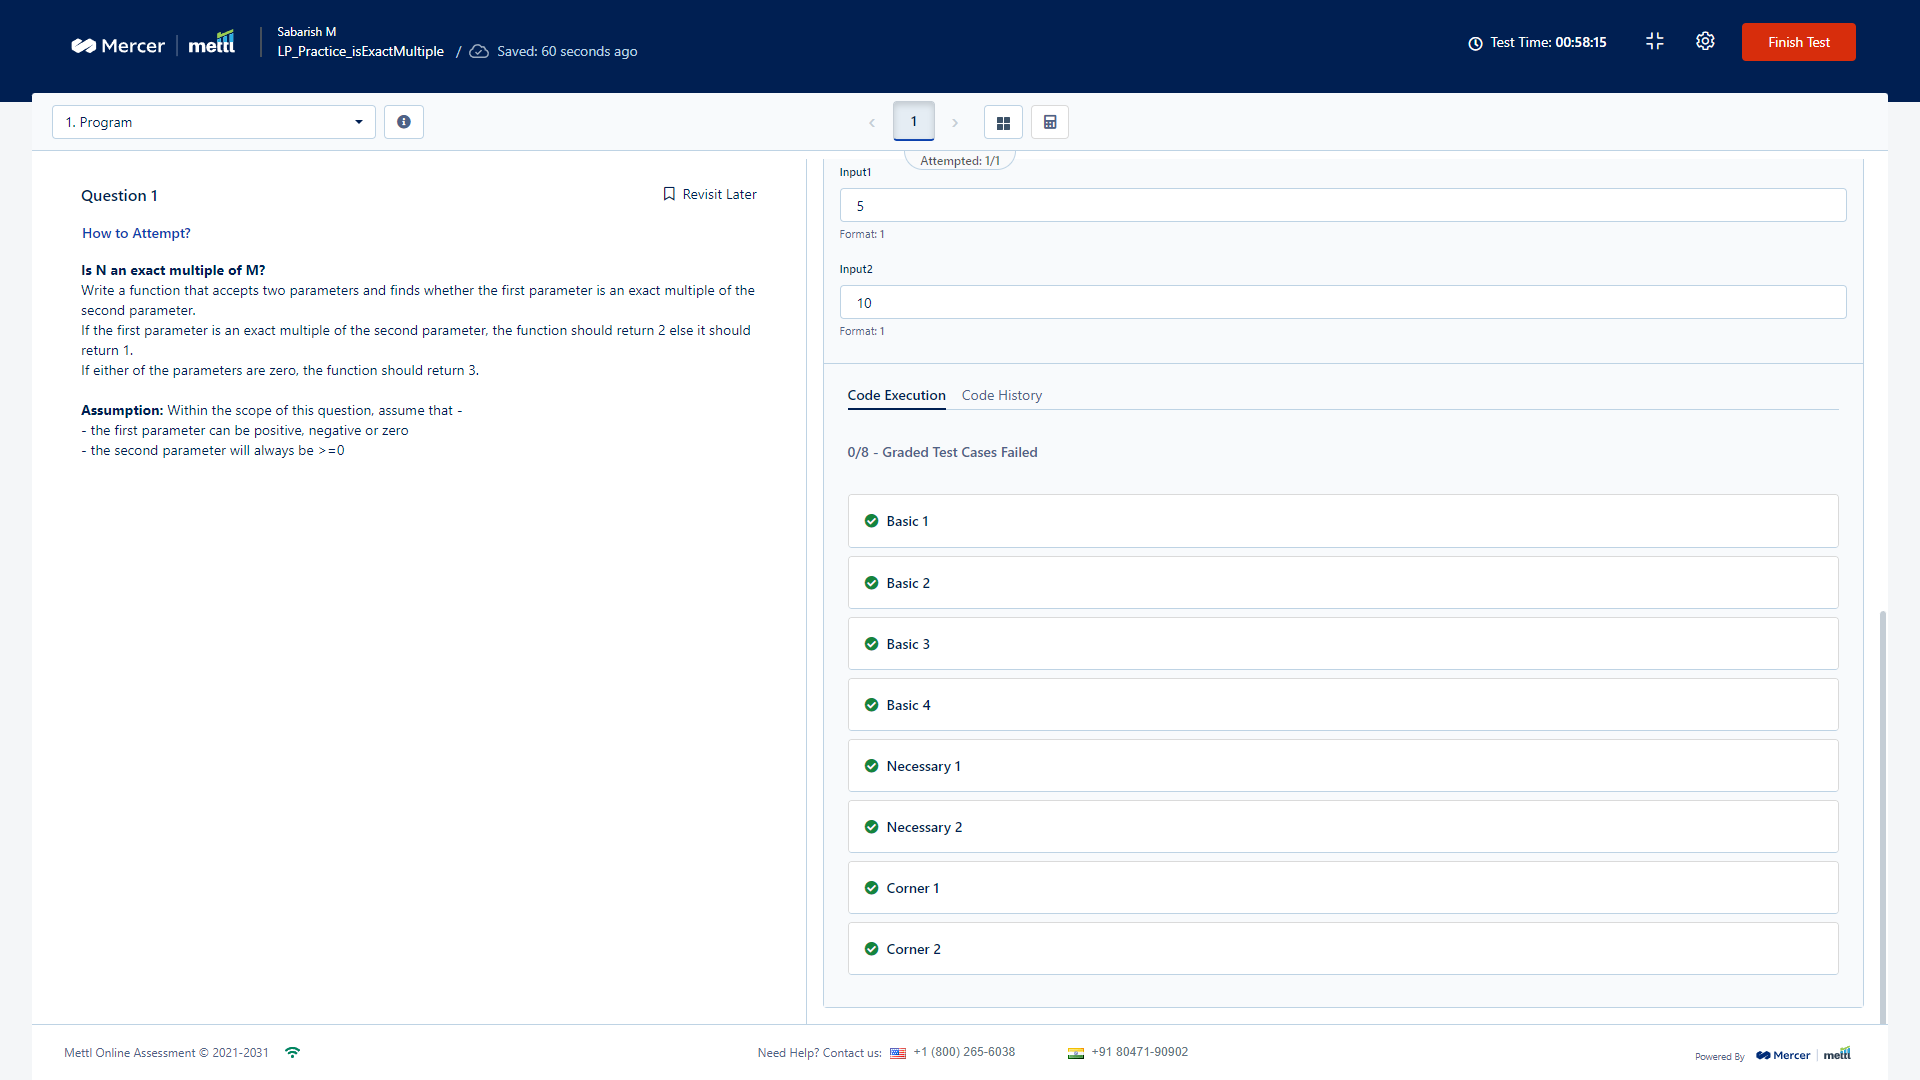 Mercer | mettl
Sabarish M
LP_Practice_isExactMultiple / Saved: 60 seconds ago
Test Time: 00:58:15
Finish Test
1. Program
1
Attempted: 1/1
Question 1
Revisit Later
How to Attempt?
Is N an exact multiple of M?
Write a function that accepts two parameters and finds whether the first parameter is an exact multiple of the
second parameter.
If the first parameter is an exact multiple of the second parameter, the function should return 2 else it should
return 1.
If either of the parameters are zero, the function should return 3.
Assumption: Within the scope of this question, assume that -
- the first parameter can be positive, negative or zero
- the second parameter will always be >=0
Input1
5
Format: 1
Input2
10
Format: 1
Code Execution
Code History
0/8 - Graded Test Cases Failed
Basic 1
Basic 2
Basic 3
Basic 4
Necessary 1
Necessary 2
Corner 1
Corner 2
Mettl Online Assessment © 2021-2031
Need Help? Contact us: +1 (800) 265-6038
+91 80471-90902
Powered By Mercer | mettl